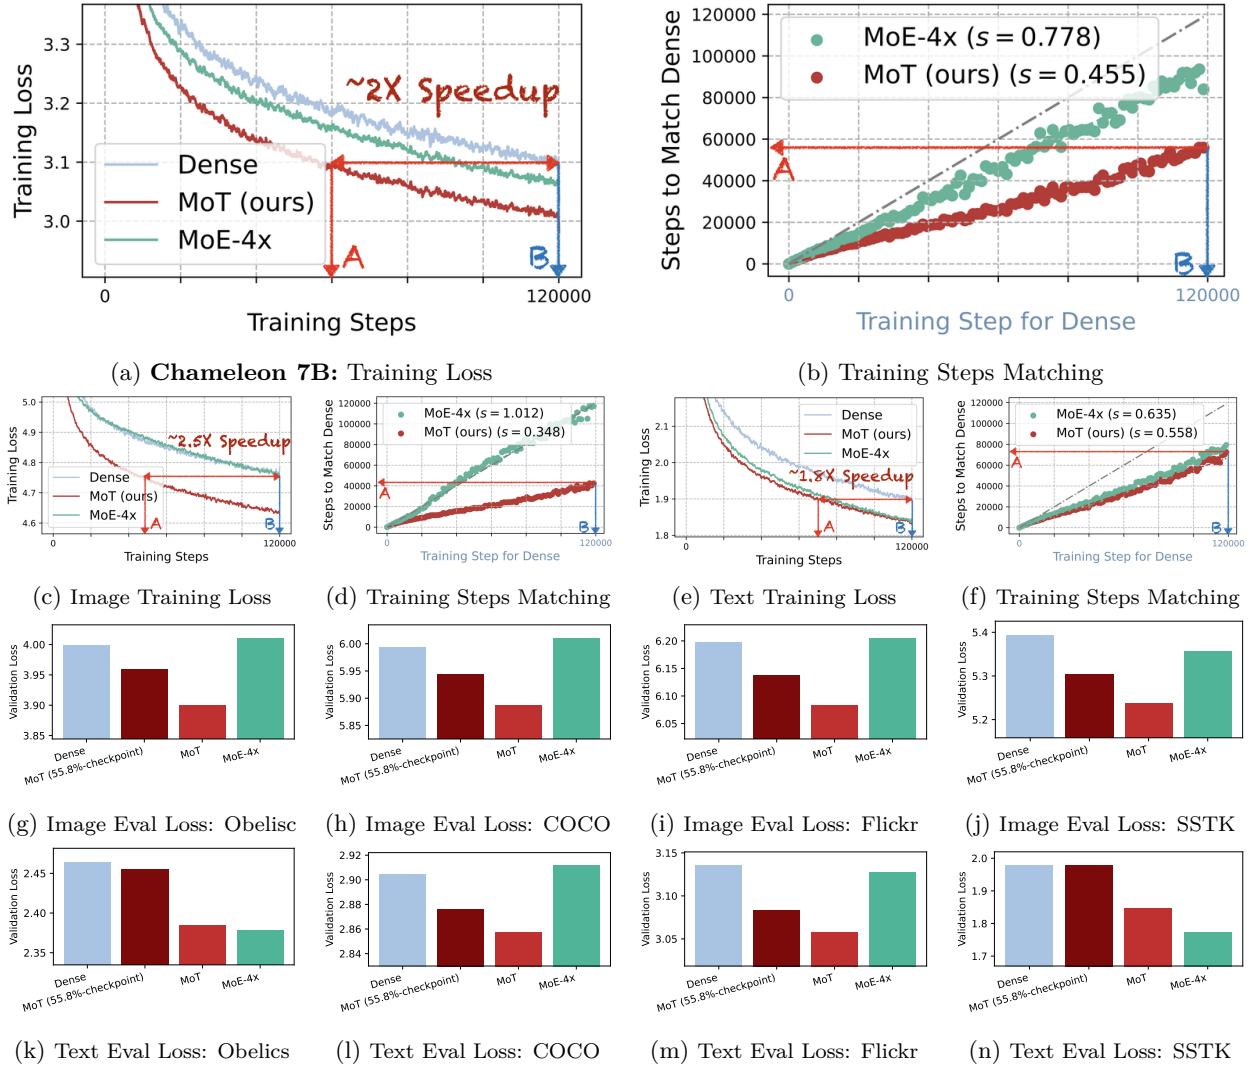 3.3
3.2
3.1
3.0
Training Loss
~2X Speedup
Dense
MoT (ours)
MoE-4x
A
B
0
120000
Training Steps
(a) Chameleon 7B: Training Loss
120000
100000
80000
60000
40000
20000
0
Steps to Match Dense
MoE-4x (s = 0.778)
MoT (ours) (s = 0.455)
A
B
0
120000
Training Step for Dense
(b) Training Steps Matching
5.0
4.9
4.8
4.7
4.6
Training Loss
~2.5X Speedup
Dense
MoT (ours)
MoE-4x
A
B
0
120000
Training Steps
(c) Image Training Loss
120000
100000
80000
60000
40000
20000
0
Steps to Match Dense
MoE-4x (s = 1.012)
MoT (ours) (s = 0.348)
A
B
0
120000
Training Step for Dense
(d) Training Steps Matching
2.1
2.0
1.9
1.8
Training Loss
Dense
MoT (ours)
MoE-4x
~1.8X Speedup
A
B
0
120000
Training Steps
(e) Text Training Loss
120000
100000
80000
60000
40000
20000
0
Steps to Match Dense
MoE-4x (s = 0.635)
MoT (ours) (s = 0.558)
A
B
0
120000
Training Step for Dense
(f) Training Steps Matching
4.00
3.95
3.90
3.85
Validation Loss
Dense
MoT (55.8%-checkpoint)
MoT
MoE-4x
(g) Image Eval Loss: Obelisc
6.00
5.95
5.90
5.85
Validation Loss
Dense
MoT (55.8%-checkpoint)
MoT
MoE-4x
(h) Image Eval Loss: COCO
6.20
6.15
6.10
6.05
Validation Loss
Dense
MoT (55.8%-checkpoint)
MoT
MoE-4x
(i) Image Eval Loss: Flickr
5.4
5.3
5.2
Validation Loss
Dense
MoT (55.8%-checkpoint)
MoT
MoE-4x
(j) Image Eval Loss: SSTK
2.45
2.40
2.35
Validation Loss
Dense
MoT (55.8%-checkpoint)
MoT
MoE-4x
(k) Text Eval Loss: Obelics
2.92
2.90
2.88
2.86
2.84
Validation Loss
Dense
MoT (55.8%-checkpoint)
MoT
MoE-4x
(l) Text Eval Loss: COCO
3.15
3.10
3.05
Validation Loss
Dense
MoT (55.8%-checkpoint)
MoT
MoE-4x
(m) Text Eval Loss: Flickr
2.0
1.9
1.8
1.7
Validation Loss
Dense
MoT (55.8%-checkpoint)
MoT
MoE-4x
(n) Text Eval Loss: SSTK